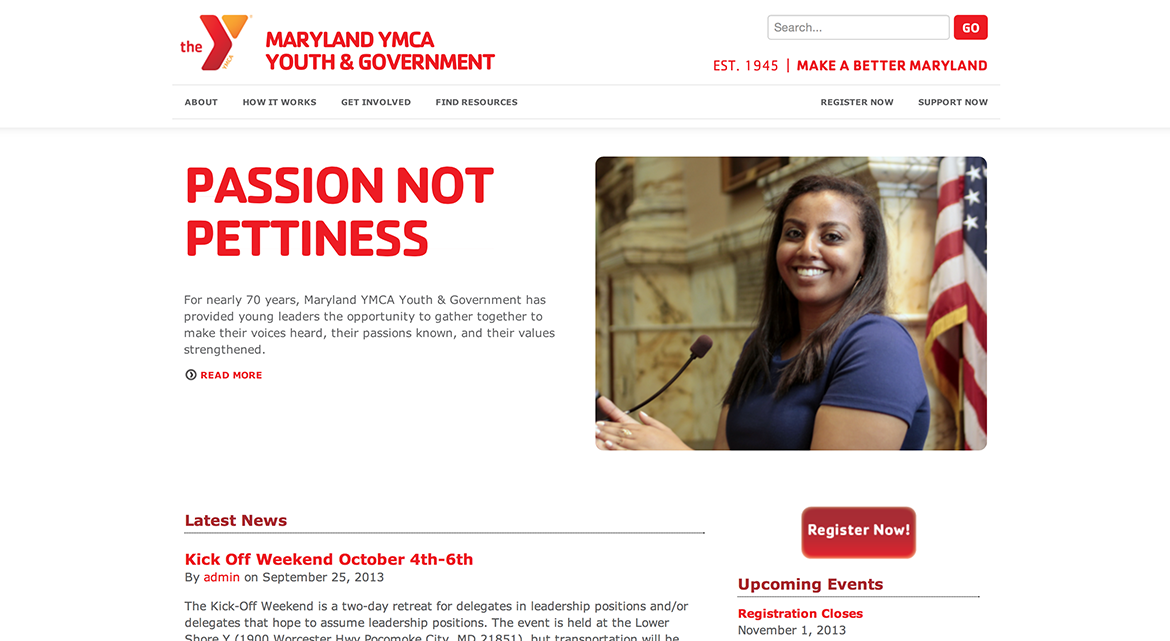 the
YMCA
MARYLAND YMCA
YOUTH & GOVERNMENT
Search...
GO
EST. 1945 | MAKE A BETTER MARYLAND
ABOUT HOW IT WORKS GET INVOLVED FIND RESOURCES REGISTER NOW SUPPORT NOW
PASSION NOT
PETTINESS
For nearly 70 years, Maryland YMCA Youth & Government has
provided young leaders the opportunity to gather together to
make their voices heard, their passions known, and their values
strengthened.
READ MORE
Latest News
Kick Off Weekend October 4th-6th
By admin on September 25, 2013
The Kick-Off Weekend is a two-day retreat for delegates in leadership positions and/or
delegates that hope to assume leadership positions. The event is held at the Lower
Shore Y (1900 Worcester Hwy Pocomoke City, MD 21851), but transportation will be
Register Now!
Upcoming Events
Registration Closes
November 1, 2013